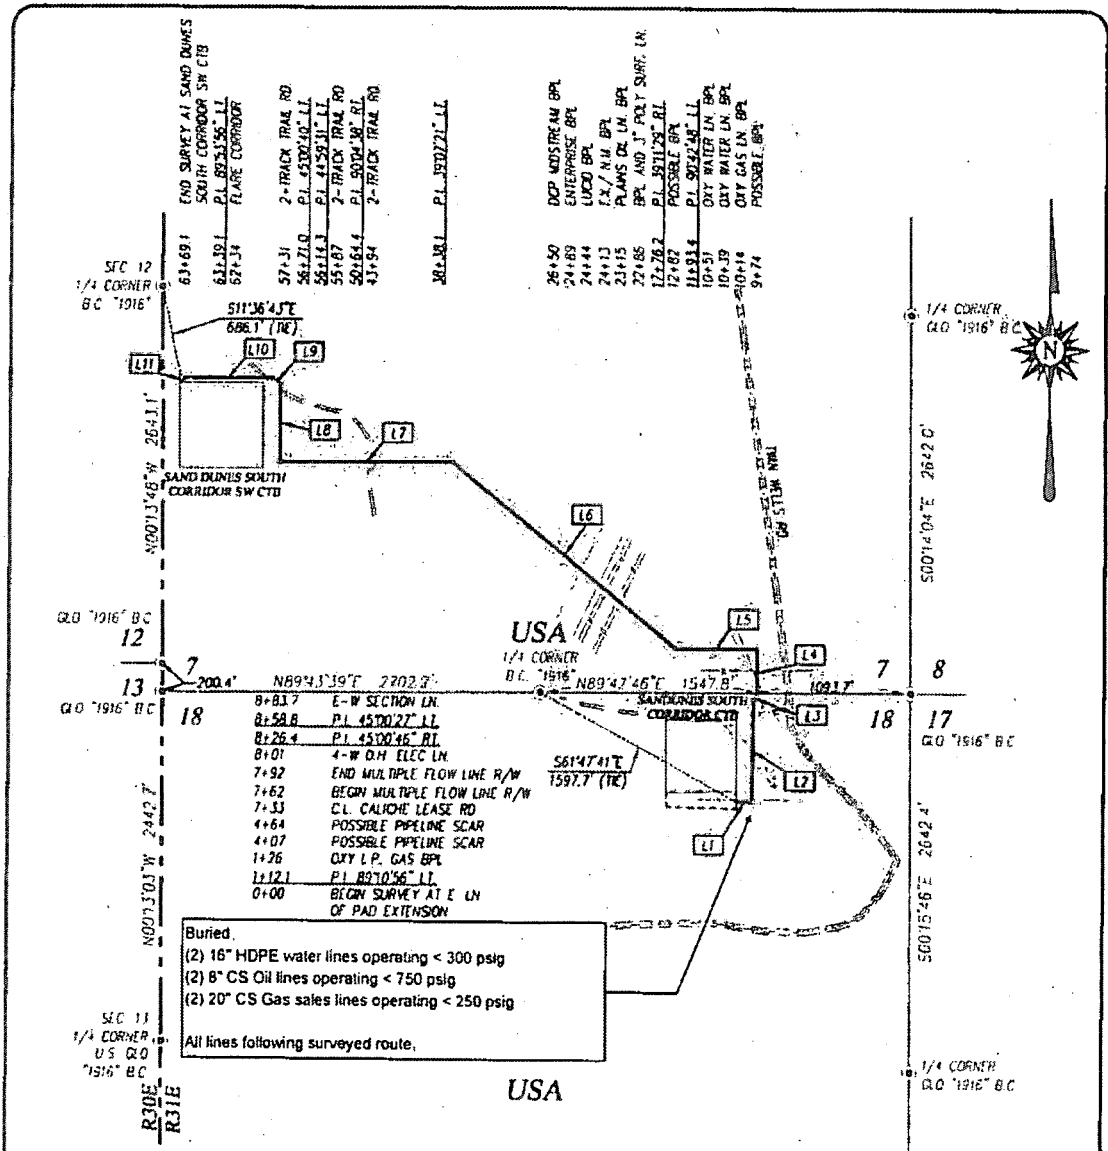 63+69.1 END SURVEY AT SAND DUNES
SOUTH CORRIDOR SW CTB
63+39.1 P.I. 89°53'56" LT.
62+34 FLARE CORRIDOR
57+31 2-TRACK TRAIL RD.
56+71.0 P.I. 45°00'40" LT.
56+14.3 P.I. 44°59'31" LT.
55+87 2-TRACK TRAIL RD
50+64.4 P.I. 90°04'38" RT.
43+94 2-TRACK TRAIL RD.
38+38.1 P.I. 39°07'21" LT.
26+50 DCP MIDSTREAM BPL
24+89 ENTERPRISE BPL
24+44 LUCID BPL
24+13 T.X./ N.M. BPL
23+15 PLAINS OIL LN. BPL
22+86 BPL AND 3" POLY SURF. LN.
17+76.2 P.I. 39°11'29" RT.
12+82 POSSIBLE BPL
11+93.4 P.I. 90°42'48" LT.
10+51 OXY WATER LN. BPL
10+39 OXY WATER LN. BPL
10+14 OXY GAS LN. BPL
9+74 POSSIBLE BPL
SEC 12
1/4 CORNER
B.C. "1916"
S11°36'43"E
686.1' (TIE)
1/4 CORNER
GLO "1916" B.C.
N
L11
L10
L9
L8
L7
SAND DUNES SOUTH
CORRIDOR SW CTB
N00°13'48"W 2643.1'
TWIN WELLS RD.
S00°14'04"E 2642.0'
L6
L5
L4
USA
1/4 CORNER
B.C. "1916"
GLO "1916" B.C.
12
7
13
18
200.4'
GLO "1916" B.C.
N89°43'39"E
N89°47'46"E 1547.8'
1093.7'
7
8
18
17
GLO "1916" B.C.
SANDUNES SOUTH
CORRIDOR CTB
L3
L2
L1
S61°47'41"E
1597.7' (TIE)
8+83.7 E-W SECTION LN.
8+58.8 P.I. 45°00'27" LT.
8+26.4 P.I. 45°00'46" RT.
8+01 4-W O.H. ELEC LN.
7+92 END MULTIPLE FLOW LINE R/W
7+62 BEGIN MULTIPLE FLOW LINE R/W
7+33 C.L. CALICHE LEASE RD
4+64 POSSIBLE PIPELINE SCAR
4+07 POSSIBLE PIPELINE SCAR
1+26 OXY L.P. GAS BPL
1+12.1 P.I. 89°10'56" LT.
0+00 BEGIN SURVEY AT E LN
OF PAD EXTENSION
N00°13'03"W 2442.7'
S00°15'46"E 2642.4'
Buried.
(2) 16" HDPE water lines operating < 300 psig
(2) 8" CS Oil lines operating < 750 psig
(2) 20" CS Gas sales lines operating < 250 psig
All lines following surveyed route.
SEC 13
1/4 CORNER
U.S. GLO
"1916" B.C.
USA
1/4 CORNER
GLO "1916" B.C.
R30E
R31E